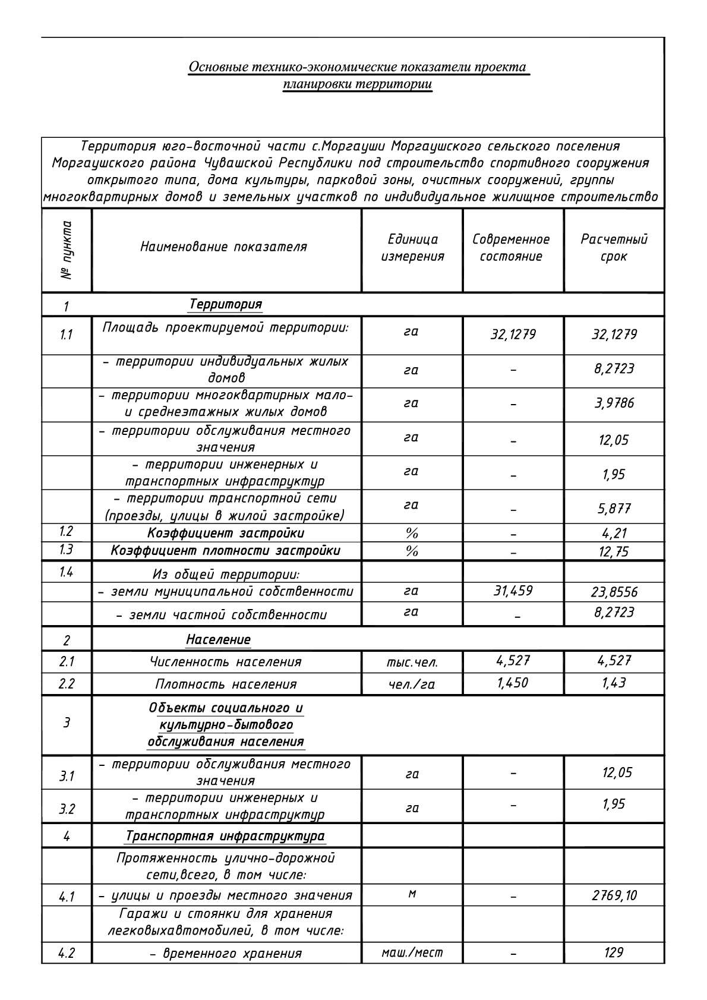 Основные технико-экономические показатели проекта
планировки территории
Территория юго-восточной части с.Моргауши Моргаушского сельского поселения
Моргаушского района Чувашской Республики под строительство спортивного сооружения
открытого типа, дома культуры, парковой зоны, очистных сооружений, группы
многоквартирных домов и земельных участков по индивидуальное жилищное строительство
№ пункта
Наименование показателя
Единица
измерения
Современное
состояние
Расчетный
срок
1 Территория
1.1 Площадь проектируемой территории: га 32,1279 32,1279
- территории индивидуальных жилых
домов га - 8,2723
- территории многоквартирных мало-
и среднеэтажных жилых домов га - 3,9786
- территории обслуживания местного
значения га - 12,05
- территории инженерных и
транспортных инфраструктур га - 1,95
- территории транспортной сети
(проезды, улицы в жилой застройке) га - 5,877
1.2 Коэффициент застройки % - 4,21
1.3 Коэффициент плотности застройки % - 12,75
1.4 Из общей территории:
- земли муниципальной собственности га 31,459 23,8556
- земли частной собственности га - 8,2723
2 Население
2.1 Численность населения тыс.чел. 4,527 4,527
2.2 Плотность населения чел./га 1,450 1,43
3 Объекты социального и
культурно-бытового
обслуживания населения
3.1 - территории обслуживания местного
значения га - 12,05
3.2 - территории инженерных и
транспортных инфраструктур га - 1,95
4 Транспортная инфраструктура
Протяженность улично-дорожной
сети,всего, в том числе:
4.1 - улицы и проезды местного значения м - 2769,10
Гаражи и стоянки для хранения
легковыхавтомобилей, в том числе:
4.2 - временного хранения маш./мест - 129